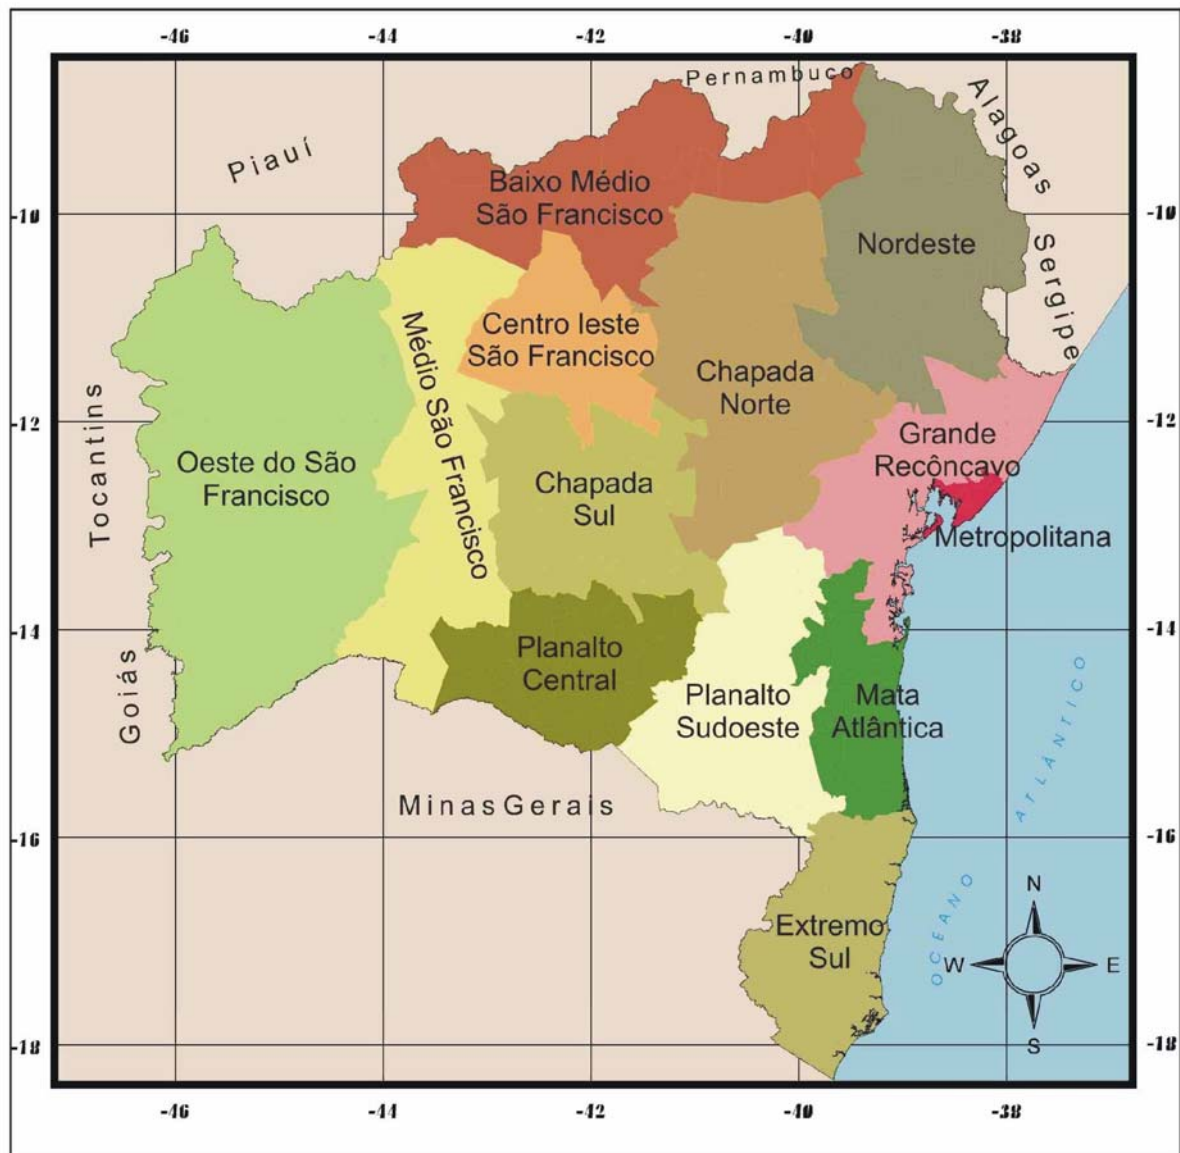 -46 -44 -42 -40 -38
Pernambuco
Alagoas
Piauí
Baixo Médio
São Francisco
-10
-10
Nordeste
Sergipe
Centro leste
São Francisco
Médio São Francisco
Chapada
Norte
-12
-12
Tocantins
Grande
Recôncavo
Oeste do São
Francisco
Chapada
Sul
Metropolitana
-14
-14
Goiás
Planalto
Central
Planalto
Sudoeste
Mata
Atlântica
Minas Gerais
OCEANO ATLÂNTICO
-16
-16
N
Extremo
Sul
W
E
S
-18
-18
-46 -44 -42 -40 -38